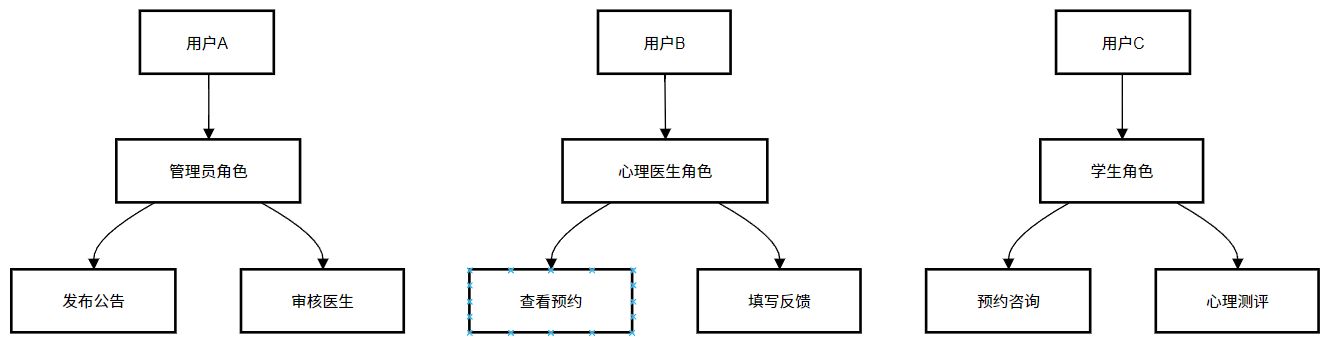 用户A
用户B
用户C
管理员角色
心理医生角色
学生角色
发布公告
审核医生
查看预约
填写反馈
预约咨询
心理测评